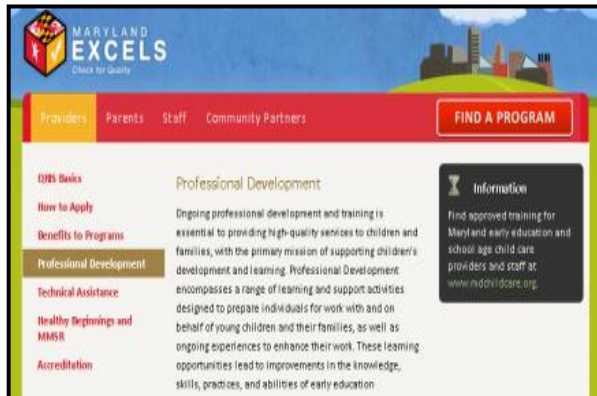 MARYLAND
EXCELS
Check for Quality
Providers Parents Staff Community Partners
FIND A PROGRAM
QRIS Basics
How to Apply
Benefits to Programs
Professional Development
Technical Assistance
Healthy Beginnings and
MMSR
Accreditation
Professional Development
Ongoing professional development and training is
essential to providing high-quality services to children and
families, with the primary mission of supporting children's
development and learning. Professional Development
encompasses a range of learning and support activities
designed to prepare individuals for work with and on
behalf of young children and their families, as well as
ongoing experiences to enhance their work. These learning
opportunities lead to improvements in the knowledge,
skills, practices, and abilities of early education
Information
Find approved training for
Maryland early education and
school age child care
providers and staff at
www.mdchildcare.org.